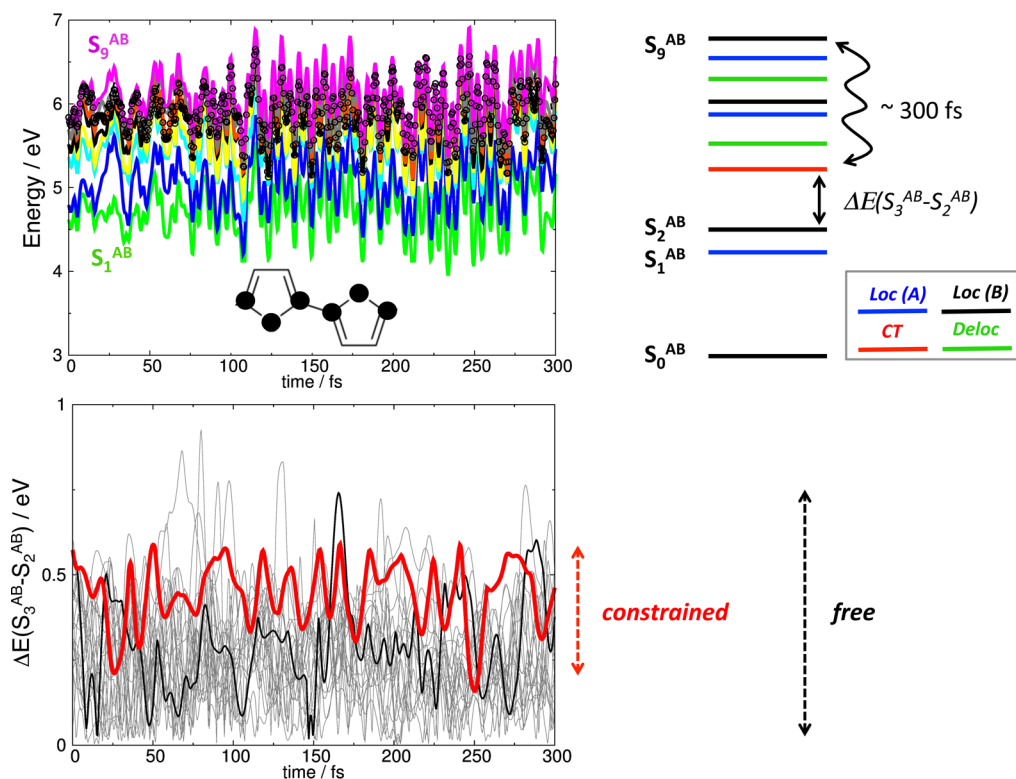 7
6
5
4
3
Energy / eV
S₉ᴬᴮ
S₁ᴬᴮ
0 50 100 150 200 250 300
time / fs
S₉ᴬᴮ
~ 300 fs
ΔE(S₃ᴬᴮ-S₂ᴬᴮ)
S₂ᴬᴮ
S₁ᴬᴮ
Loc (A) Loc (B)
CT Deloc
S₀ᴬᴮ
1
0.5
0
ΔE(S₃ᴬᴮ-S₂ᴬᴮ) / eV
constrained
free
0 50 100 150 200 250 300
time / fs